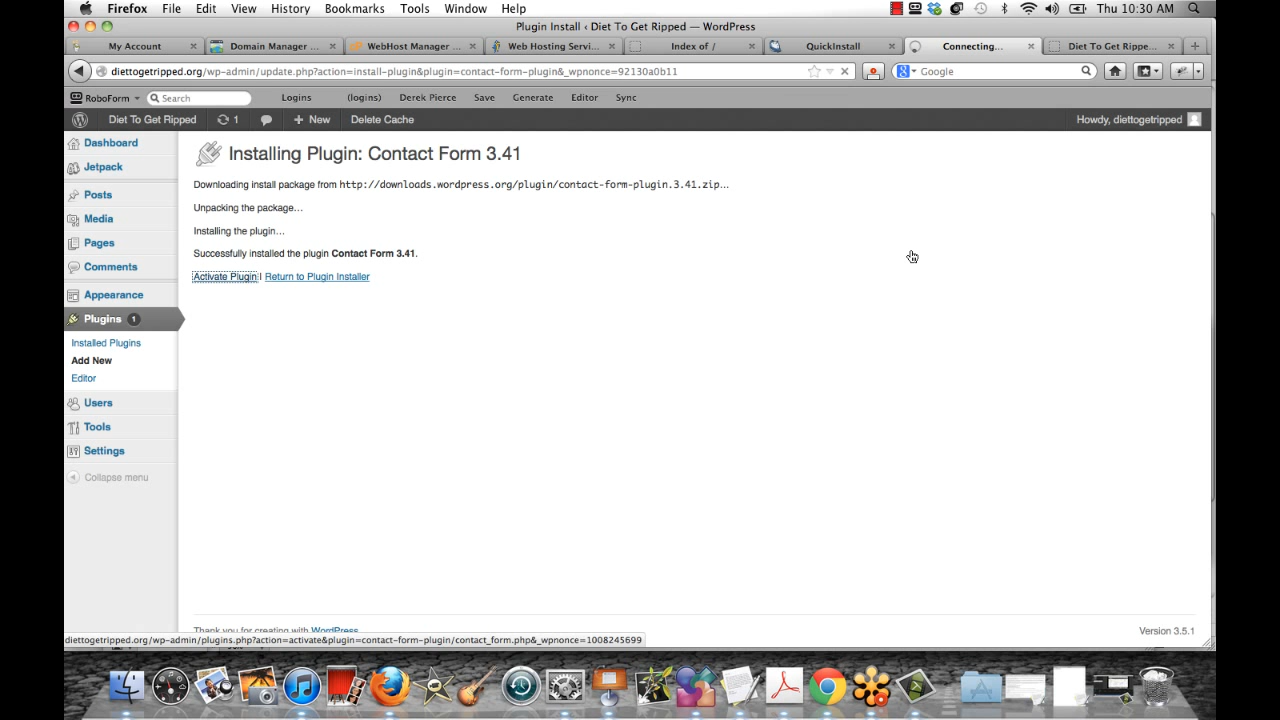 Firefox File Edit View History Bookmarks Tools Window Help Thu 10:30 AM
Plugin Install ‹ Diet To Get Ripped — WordPress
My Account Domain Manager ... WebHost Manager ... Web Hosting Servi... Index of / QuickInstall Connecting... Diet To Get Rippe...
diettogetripped.org/wp-admin/update.php?action=install-plugin&plugin=contact-form-plugin&_wpnonce=92130a0b11 Google
RoboForm Search Logins (logins) Derek Pierce Save Generate Editor Sync
Diet To Get Ripped 1 + New Delete Cache Howdy, diettogetripped
Dashboard
Jetpack
Posts
Media
Pages
Comments
Appearance
Plugins 1
Installed Plugins
Add New
Editor
Users
Tools
Settings
Collapse menu
Installing Plugin: Contact Form 3.41
Downloading install package from http://downloads.wordpress.org/plugin/contact-form-plugin.3.41.zip…
Unpacking the package…
Installing the plugin…
Successfully installed the plugin Contact Form 3.41.
Activate Plugin | Return to Plugin Installer
Thank you for creating with WordPress. Version 3.5.1
diettogetripped.org/wp-admin/plugins.php?action=activate&plugin=contact-form-plugin/contact_form.php&_wpnonce=1008245699